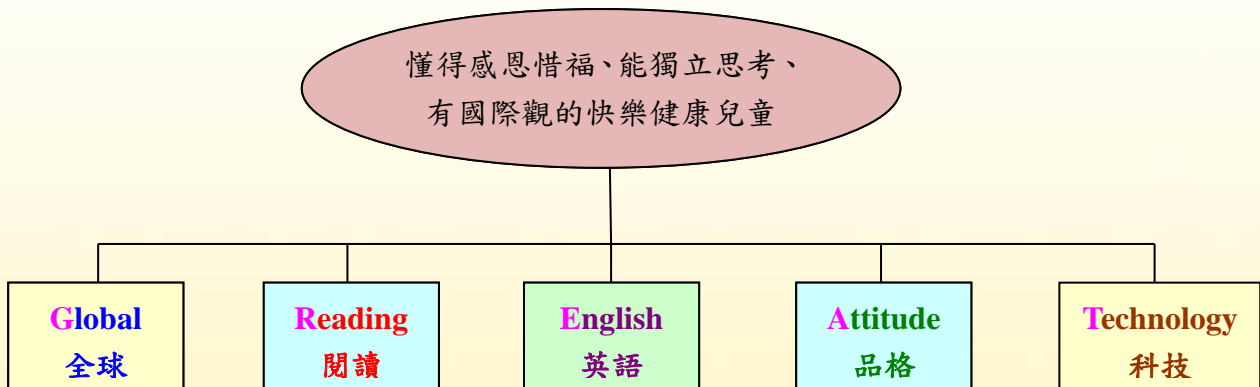 懂得感恩惜福、能獨立思考、
有國際觀的快樂健康兒童
Global
全球
Reading
閱讀
English
英語
Attitude
品格
Technology
科技